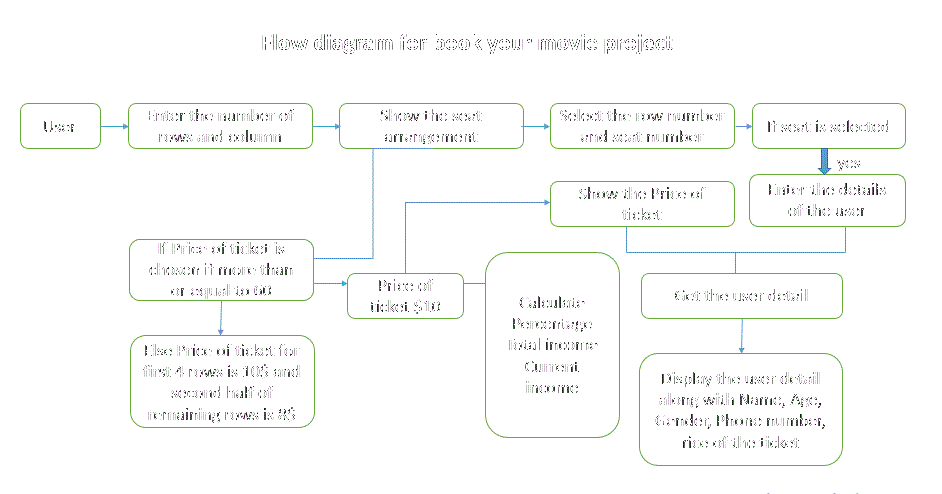 Flow diagram for book your movie project
User
Enter the number of
rows and column
Show the seat
arrangement
Select the row number
and seat number
If seat is selected
yes
Show the Price of
ticket
Enter the details
of the user
If Price of ticket is
chosen if more than
or equal to 60
Price of
ticket $10
Calculate
Percentage
Total income
Current
income
Get the user detail
Else Price of ticket for
first 4 rows is 10$ and
second half of
remaining rows is 8$
Display the user detail
along with Name, Age,
Gender, Phone number,
rice of the ticket